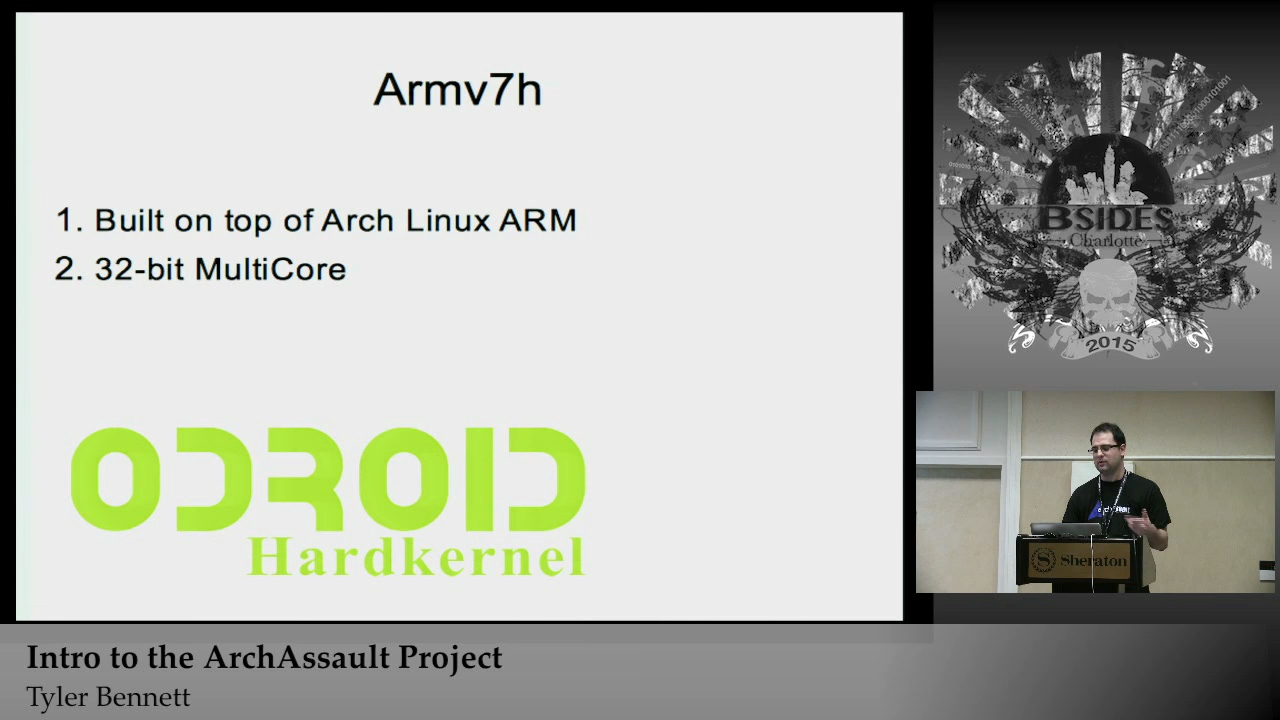 Armv7h
1. Built on top of Arch Linux ARM
2. 32-bit MultiCore
ODROID
Hardkernel
BSIDES
Charlotte
2015
Sheraton
Intro to the ArchAssault Project
Tyler Bennett